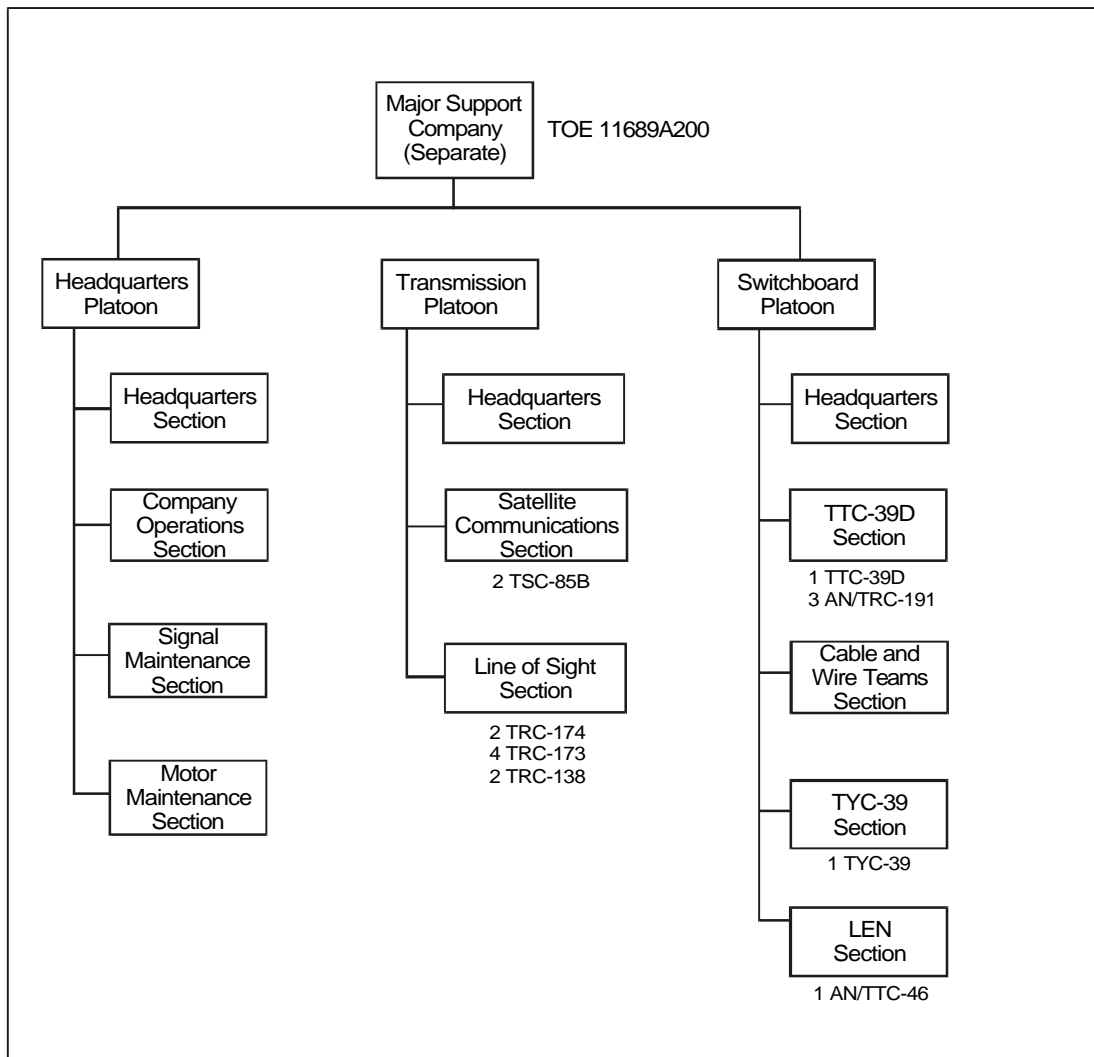 Major Support
Company
(Separate)
TOE 11689A200
Headquarters
Platoon
Headquarters
Section
Company
Operations
Section
Signal
Maintenance
Section
Motor
Maintenance
Section
Transmission
Platoon
Headquarters
Section
Satellite
Communications
Section
2 TSC-85B
Line of Sight
Section
2 TRC-174
4 TRC-173
2 TRC-138
Switchboard
Platoon
Headquarters
Section
TTC-39D
Section
1 TTC-39D
3 AN/TRC-191
Cable and
Wire Teams
Section
TYC-39
Section
1 TYC-39
LEN
Section
1 AN/TTC-46